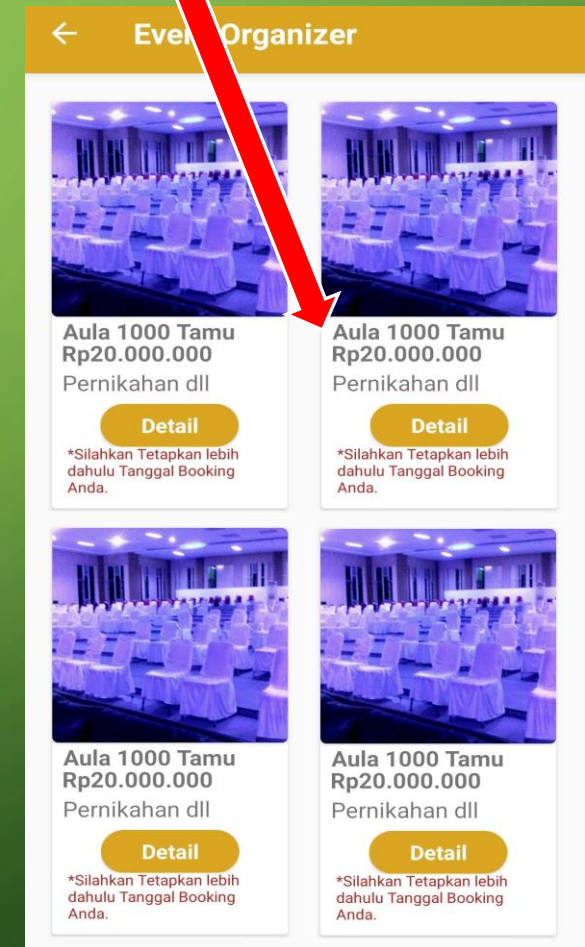 Event Organizer
Aula 1000 Tamu
Rp20.000.000
Pernikahan dll
Detail
*Silahkan Tetapkan lebih
dahulu Tanggal Booking
Anda.
Aula 1000 Tamu
Rp20.000.000
Pernikahan dll
Detail
*Silahkan Tetapkan lebih
dahulu Tanggal Booking
Anda.
Aula 1000 Tamu
Rp20.000.000
Pernikahan dll
Detail
*Silahkan Tetapkan lebih
dahulu Tanggal Booking
Anda.
Aula 1000 Tamu
Rp20.000.000
Pernikahan dll
Detail
*Silahkan Tetapkan lebih
dahulu Tanggal Booking
Anda.